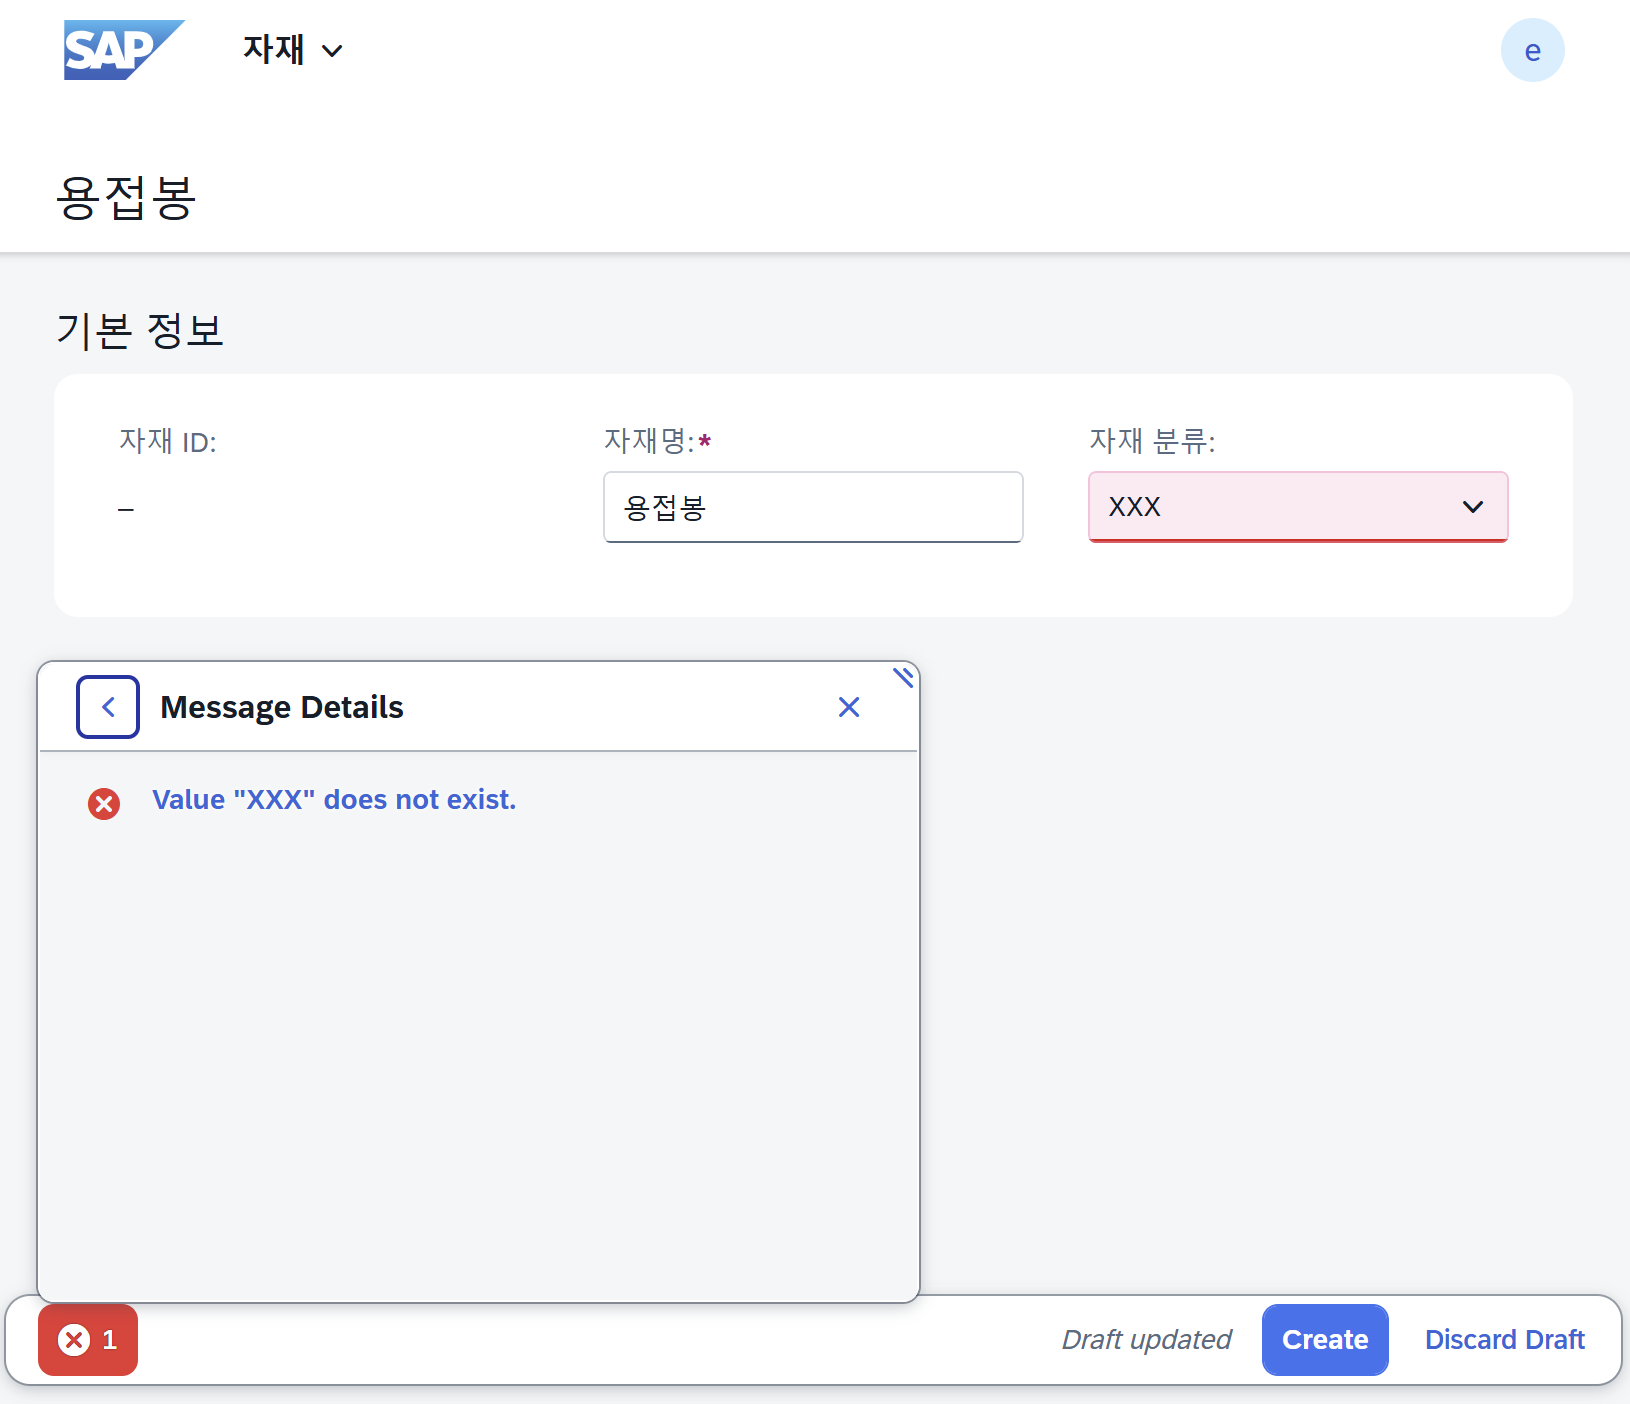 SAP
자재
e
용접봉
기본 정보
자재 ID:
–
자재명:*
용접봉
자재 분류:
XXX
Message Details
Value "XXX" does not exist.
1
Draft updated
Create
Discard Draft